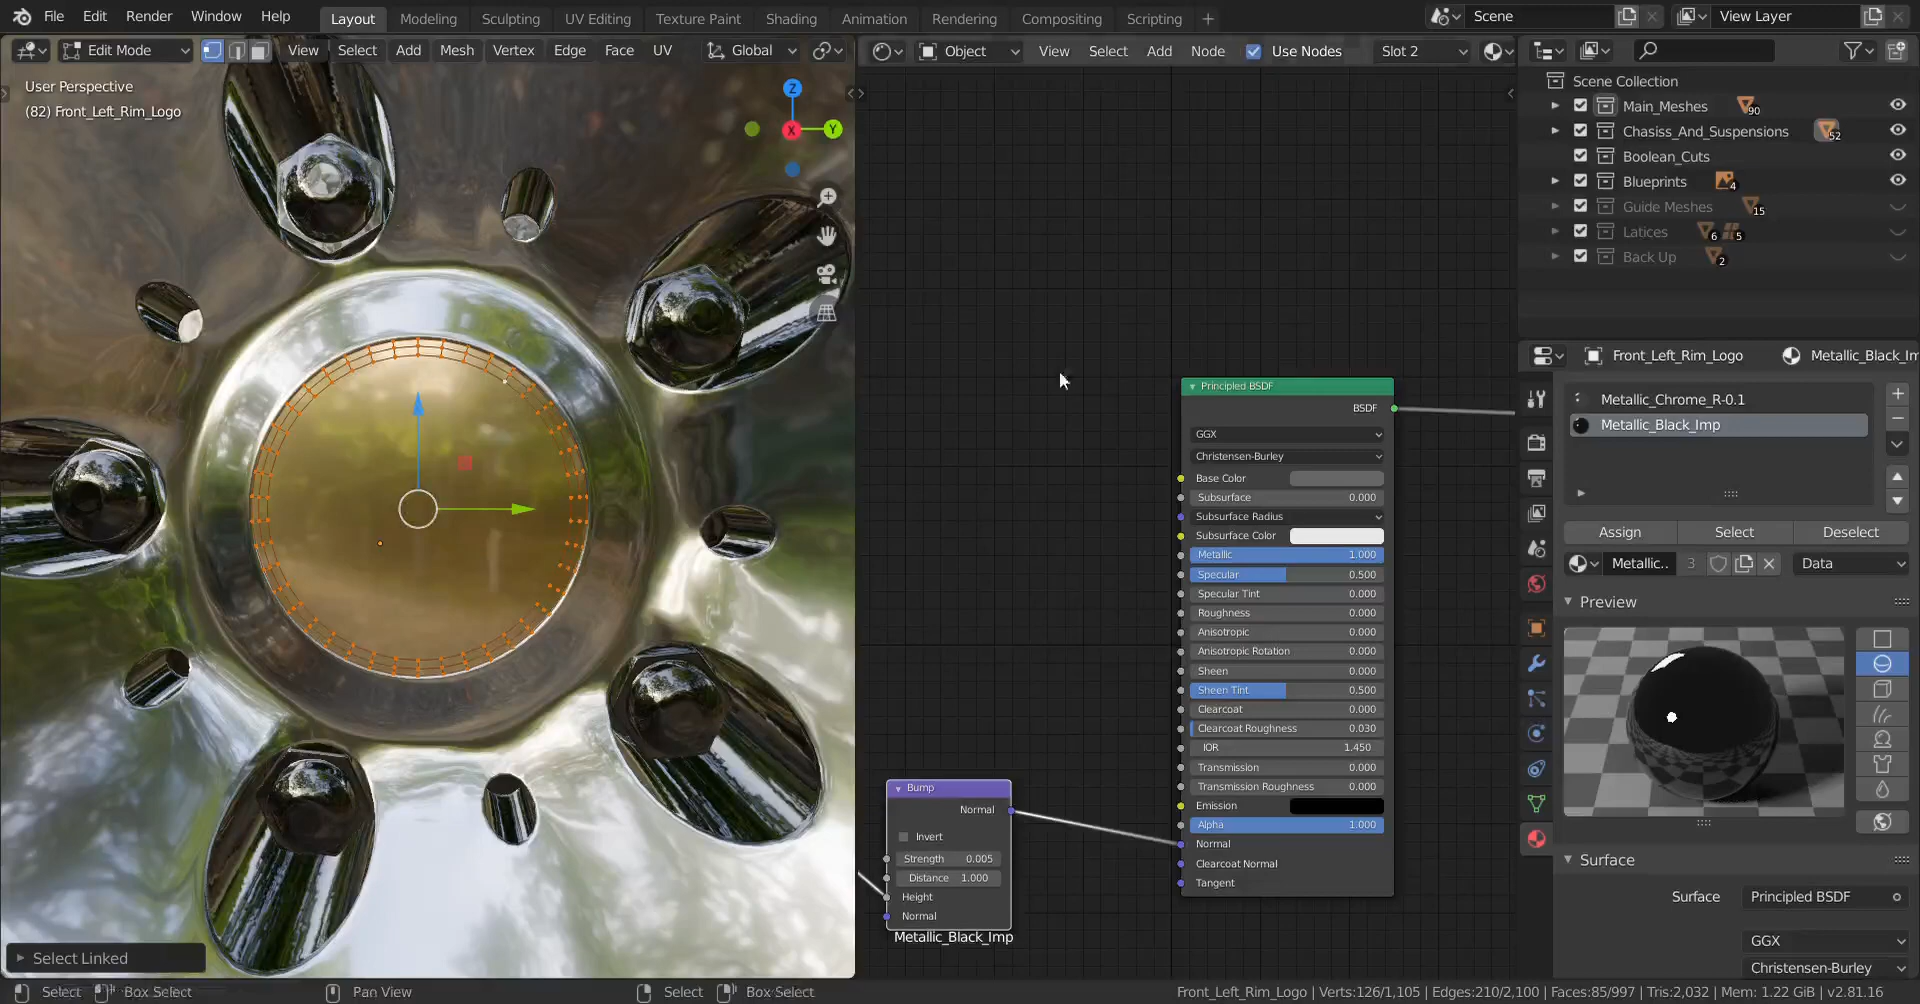 File Edit Render Window Help Layout Modeling Sculpting UV Editing Texture Paint Shading Animation Rendering Compositing Scripting + Scene View Layer
Edit Mode View Select Add Mesh Vertex Edge Face UV Global Object View Select Add Node Use Nodes Slot 2
User Perspective
(82) Front_Left_Rim_Logo
Z
X
Y
Select Linked
Principled BSDF
BSDF
GGX
Christensen-Burley
Base Color
Subsurface 0.000
Subsurface Radius
Subsurface Color
Metallic 1.000
Specular 0.500
Specular Tint 0.000
Roughness 0.000
Anisotropic 0.000
Anisotropic Rotation 0.000
Sheen 0.000
Sheen Tint 0.500
Clearcoat 0.000
Clearcoat Roughness 0.030
IOR 1.450
Transmission 0.000
Transmission Roughness 0.000
Emission
Alpha 1.000
Normal
Clearcoat Normal
Tangent
Bump
Normal
Invert
Strength 0.005
Distance 1.000
Height
Normal
Metallic_Black_Imp
Scene Collection
Main_Meshes 90
Chasiss_And_Suspensions 52
Boolean_Cuts
Blueprints 4
Guide Meshes 15
Latices 6 5
Back Up 2
Front_Left_Rim_Logo Metallic_Black_Im
Metallic_Chrome_R-0.1
Metallic_Black_Imp
Assign Select Deselect
Metallic.. 3 Data
Preview
Surface
Surface Principled BSDF
GGX
Christensen-Burley
Select Box Select Pan View Select Box Select Front_Left_Rim_Logo | Verts:126/1,105 | Edges:210/2,100 | Faces:85/997 | Tris:2,032 | Mem: 1.22 GiB | v2.81.16